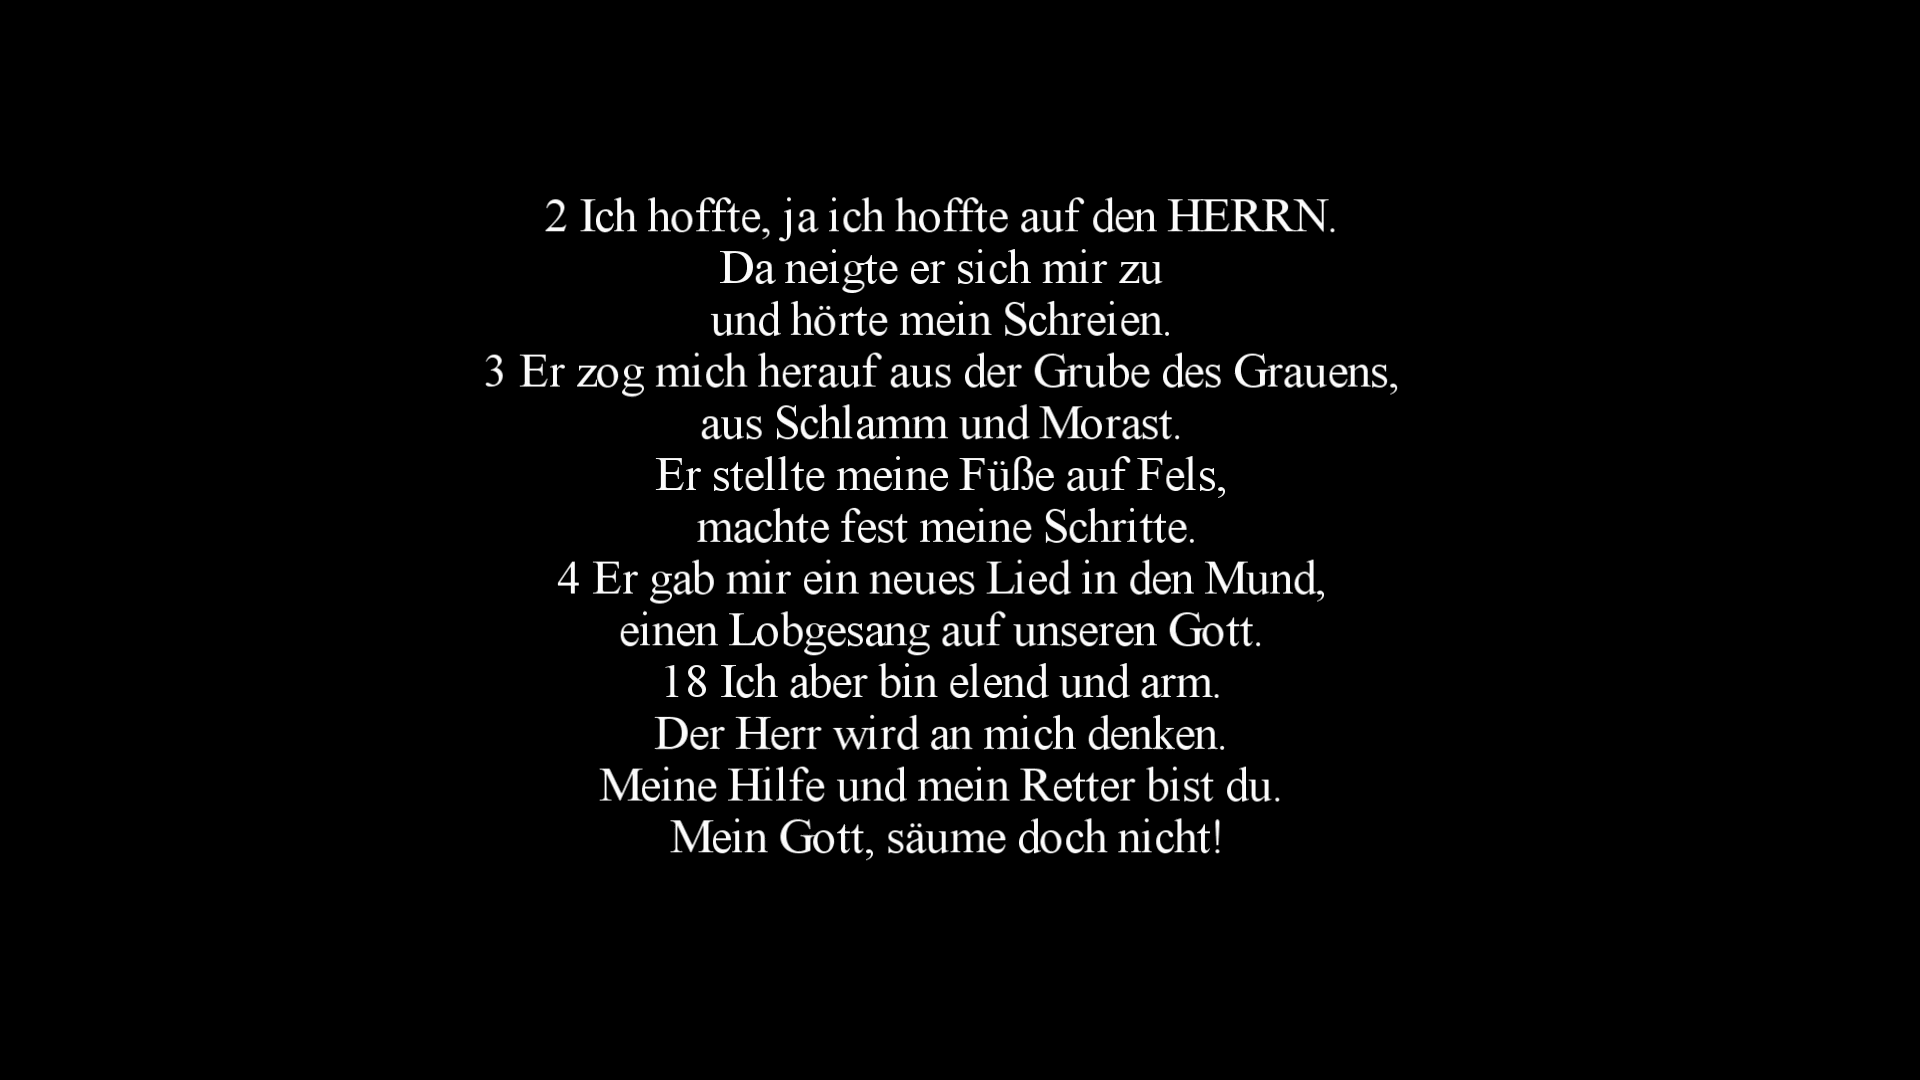 2 Ich hoffte, ja ich hoffte auf den HERRN.
Da neigte er sich mir zu
und hörte mein Schreien.
3 Er zog mich herauf aus der Grube des Grauens,
aus Schlamm und Morast.
Er stellte meine Füße auf Fels,
machte fest meine Schritte.
4 Er gab mir ein neues Lied in den Mund,
einen Lobgesang auf unseren Gott.
18 Ich aber bin elend und arm.
Der Herr wird an mich denken.
Meine Hilfe und mein Retter bist du.
Mein Gott, säume doch nicht!